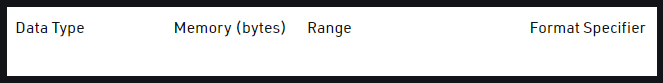 Data Type Memory (bytes) Range Format Specifier